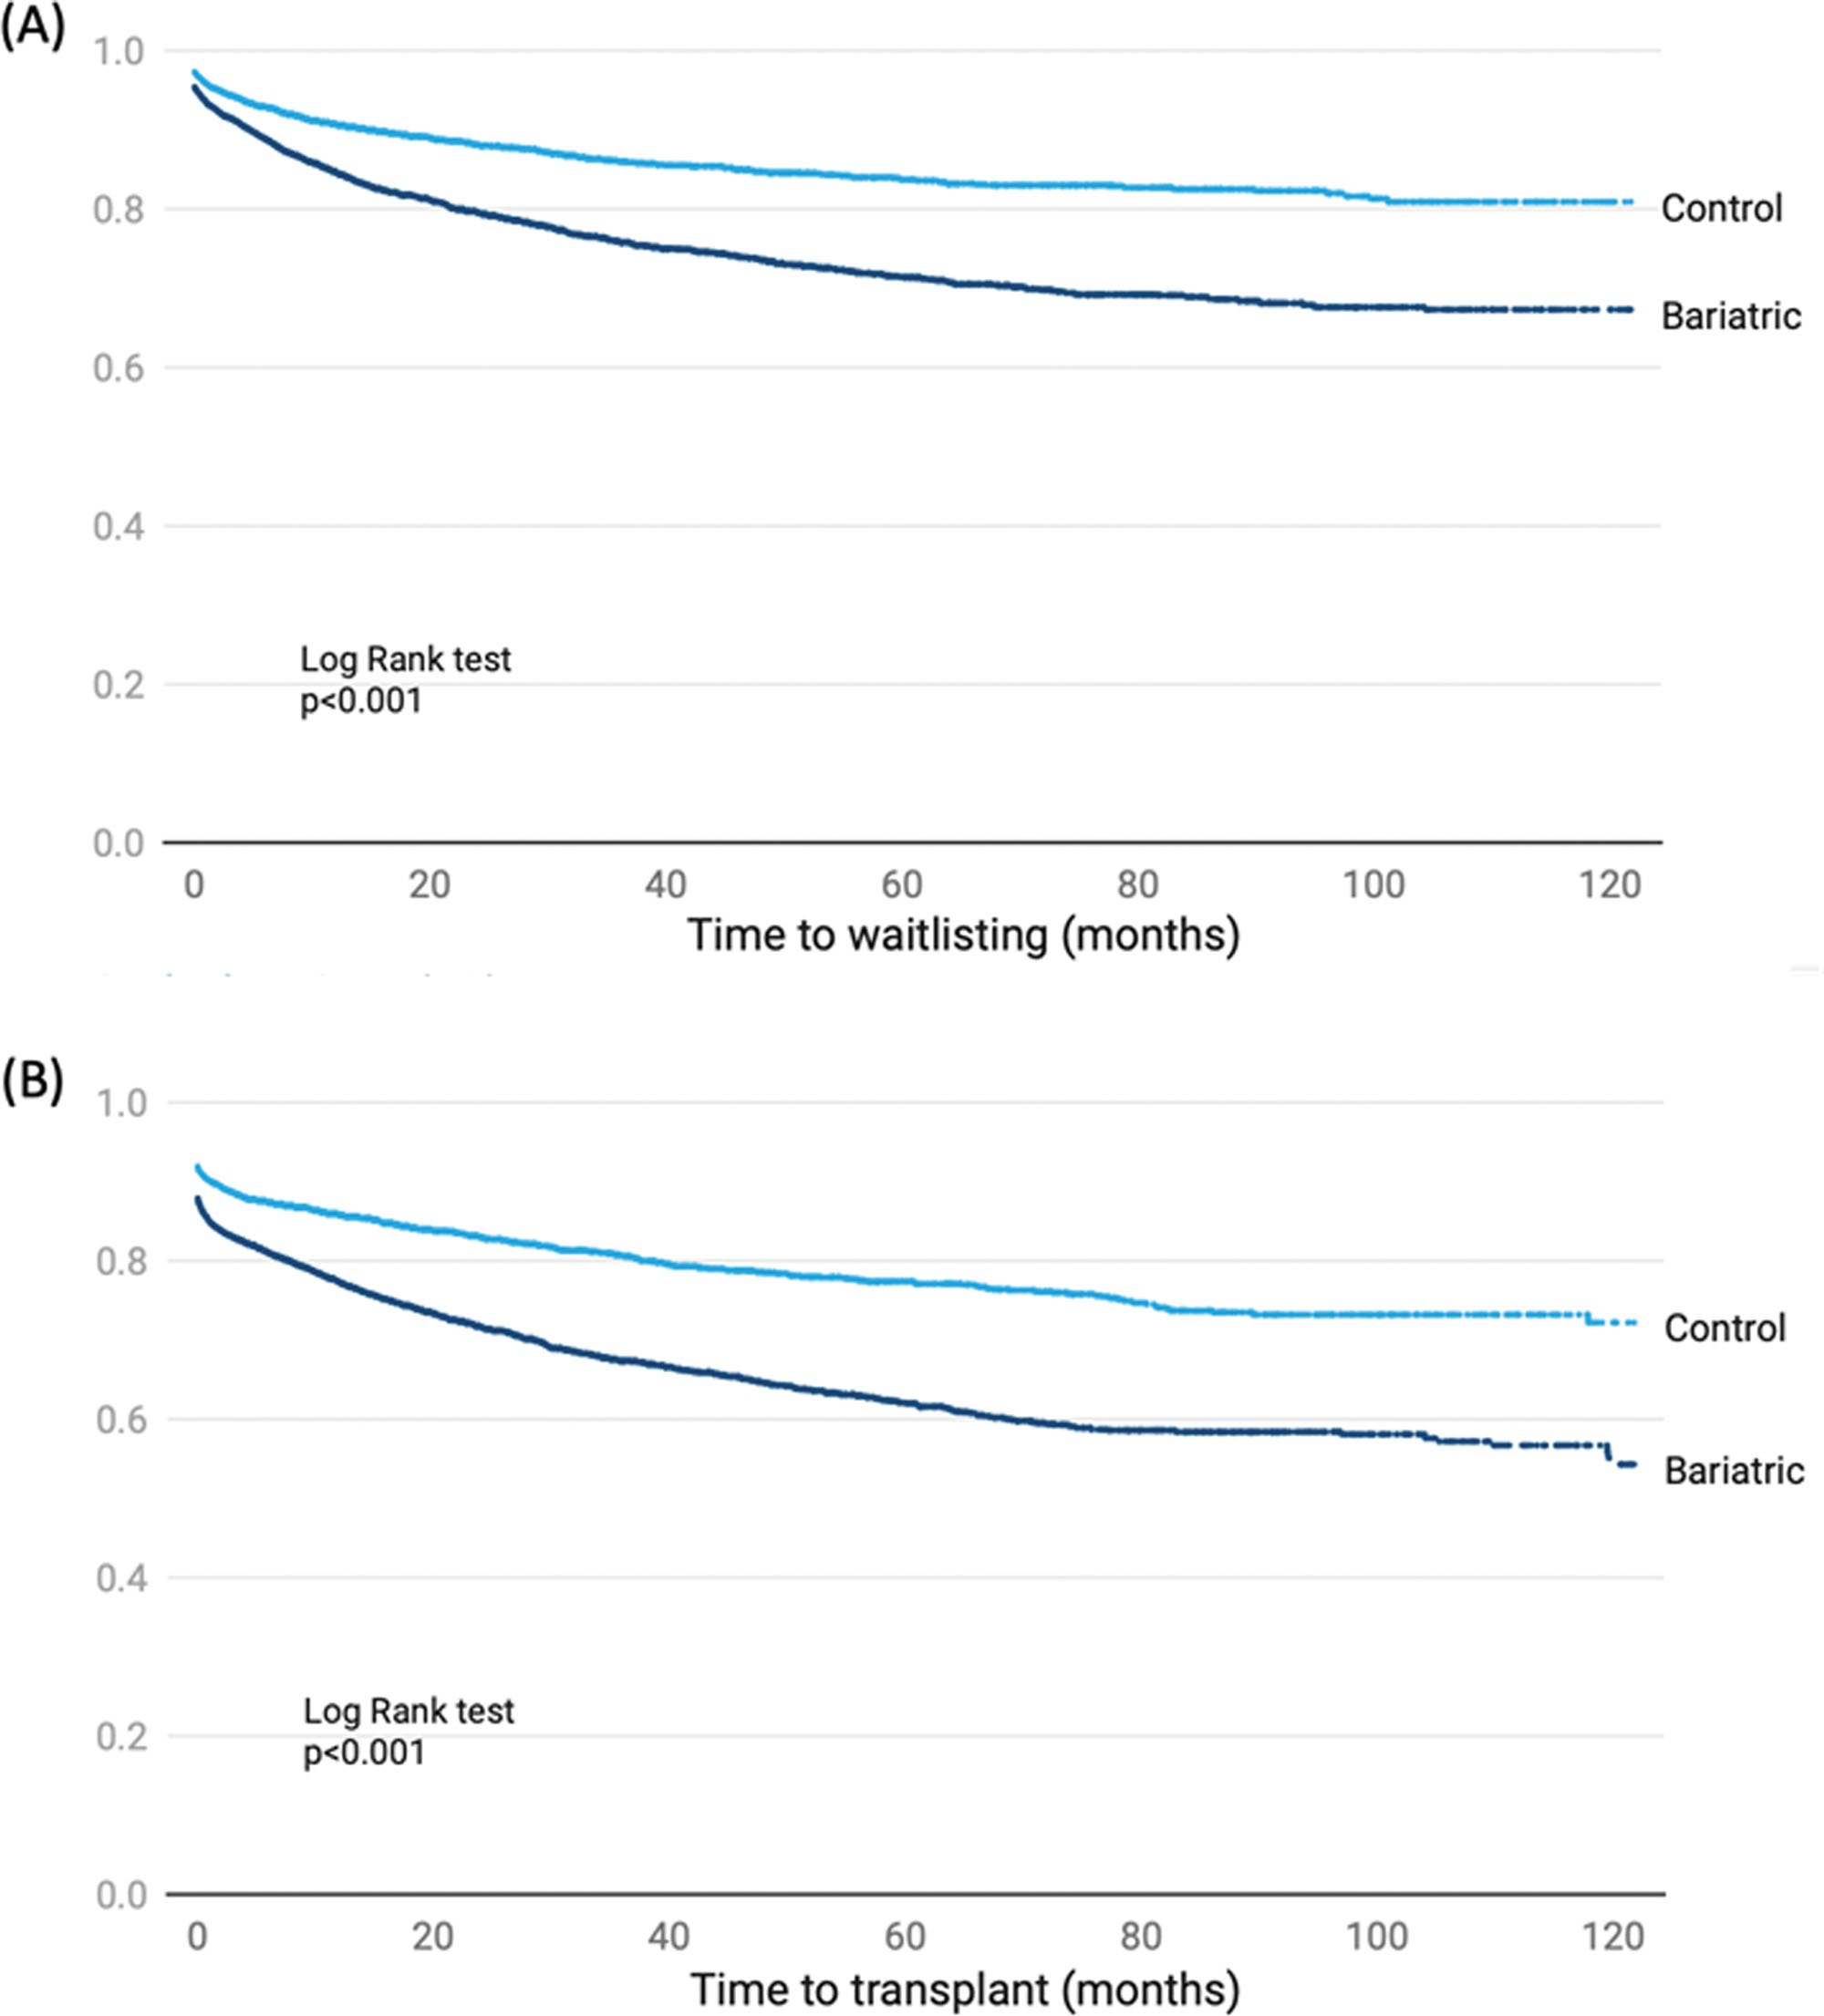 (A)
1.0
0.8
Control
Bariatric
0.6
0.4
Log Rank test
0.2
p<0.001
0.0
0 20 40 60 80 100 120
Time to waitlisting (months)
(B)
1.0
0.8
Control
0.6
Bariatric
0.4
Log Rank test
0.2
p<0.001
0.0
0 20 40 60 80 100 120
Time to transplant (months)